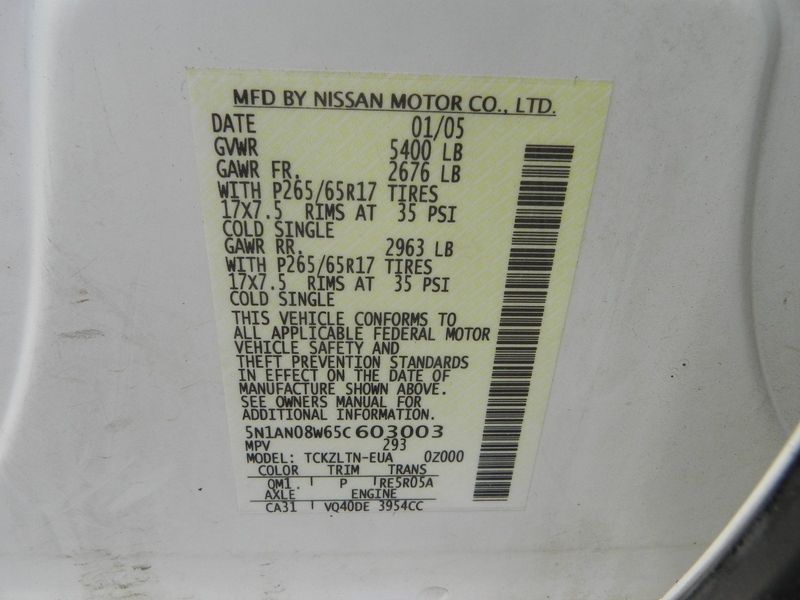 MFD BY NISSAN MOTOR CO., LTD.
DATE 01/05
GVWR 5400 LB
GAWR FR. 2676 LB
WITH P265/65R17 TIRES
17X7.5 RIMS AT 35 PSI
COLD SINGLE
GAWR RR. 2963 LB
WITH P265/65R17 TIRES
17X7.5 RIMS AT 35 PSI
COLD SINGLE
THIS VEHICLE CONFORMS TO
ALL APPLICABLE FEDERAL MOTOR
VEHICLE SAFETY AND
THEFT PREVENTION STANDARDS
IN EFFECT ON THE DATE OF
MANUFACTURE SHOWN ABOVE.
SEE OWNERS MANUAL FOR
ADDITIONAL INFORMATION.
5N1AN08W65C603003
MPV 293
MODEL: TCKZLTN-EUA 0Z000
COLOR TRIM TRANS
QM1 P RE5R05A
AXLE ENGINE
CA31 VQ40DE 3954CC